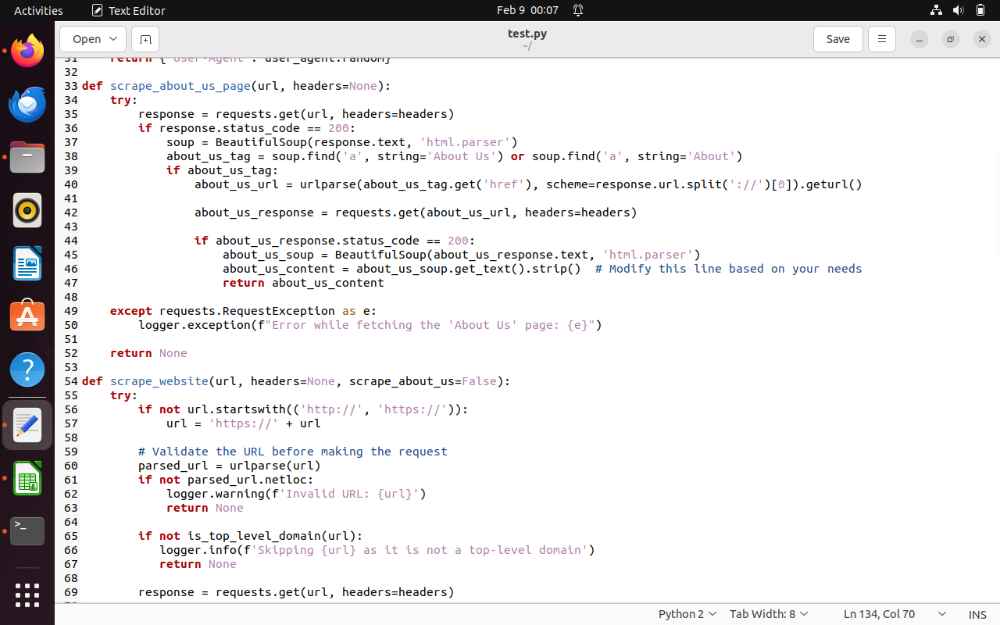 Activities
Text Editor
Feb 9 00:07
Open
test.py
~/
Save
31 return {'User-Agent': user_agent.random}
32
33 def scrape_about_us_page(url, headers=None):
34 try:
35 response = requests.get(url, headers=headers)
36 if response.status_code == 200:
37 soup = BeautifulSoup(response.text, 'html.parser')
38 about_us_tag = soup.find('a', string='About Us') or soup.find('a', string='About')
39 if about_us_tag:
40 about_us_url = urlparse(about_us_tag.get('href'), scheme=response.url.split('://')[0]).geturl()
41
42 about_us_response = requests.get(about_us_url, headers=headers)
43
44 if about_us_response.status_code == 200:
45 about_us_soup = BeautifulSoup(about_us_response.text, 'html.parser')
46 about_us_content = about_us_soup.get_text().strip()  # Modify this line based on your needs
47 return about_us_content
48
49 except requests.RequestException as e:
50 logger.exception(f"Error while fetching the 'About Us' page: {e}")
51
52 return None
53
54 def scrape_website(url, headers=None, scrape_about_us=False):
55 try:
56 if not url.startswith(('http://', 'https://')):
57 url = 'https://' + url
58
59 # Validate the URL before making the request
60 parsed_url = urlparse(url)
61 if not parsed_url.netloc:
62 logger.warning(f'Invalid URL: {url}')
63 return None
64
65 if not is_top_level_domain(url):
66 logger.info(f'Skipping {url} as it is not a top-level domain')
67 return None
68
69 response = requests.get(url, headers=headers)
Python 2
Tab Width: 8
Ln 134, Col 70
INS